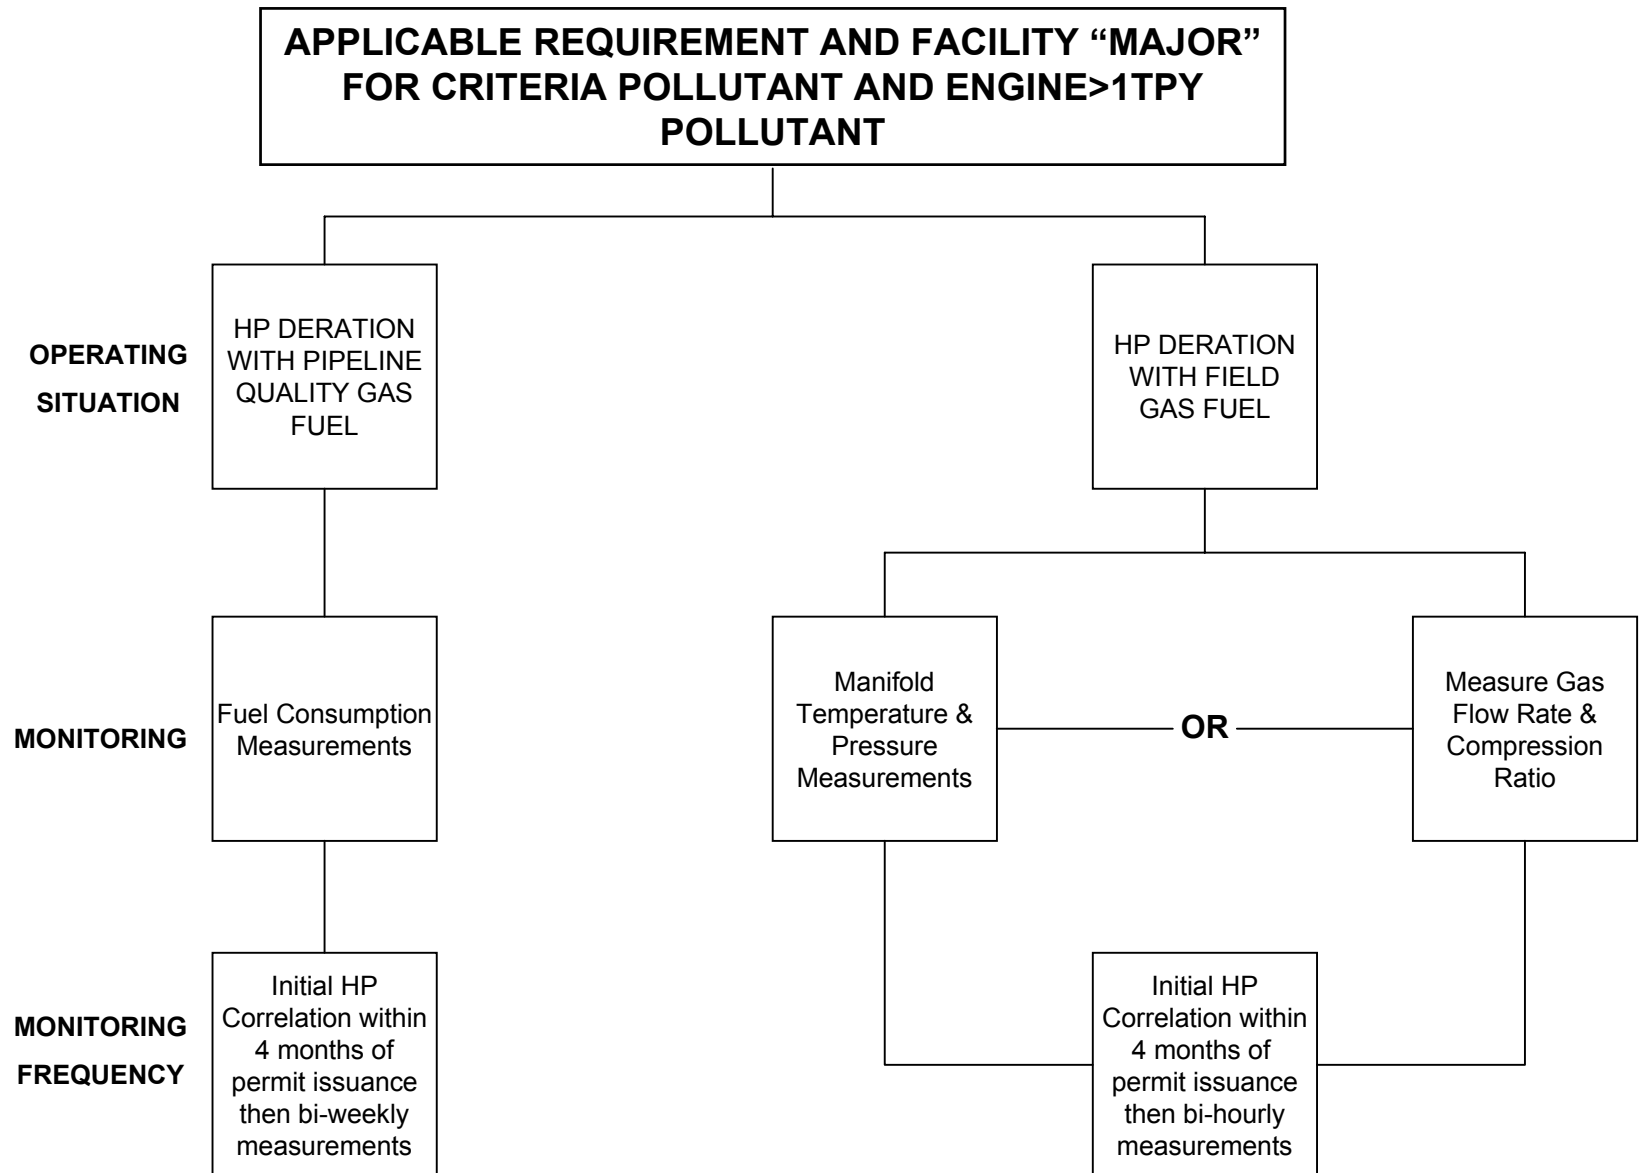 APPLICABLE REQUIREMENT AND FACILITY “MAJOR”
FOR CRITERIA POLLUTANT AND ENGINE>1TPY
POLLUTANT
OPERATING
SITUATION
HP DERATION
WITH PIPELINE
QUALITY GAS
FUEL
HP DERATION
WITH FIELD
GAS FUEL
MONITORING
Fuel Consumption
Measurements
Manifold
Temperature &
Pressure
Measurements
OR
Measure Gas
Flow Rate &
Compression
Ratio
MONITORING
FREQUENCY
Initial HP
Correlation within
4 months of
permit issuance
then bi-weekly
measurements
Initial HP
Correlation within
4 months of
permit issuance
then bi-hourly
measurements